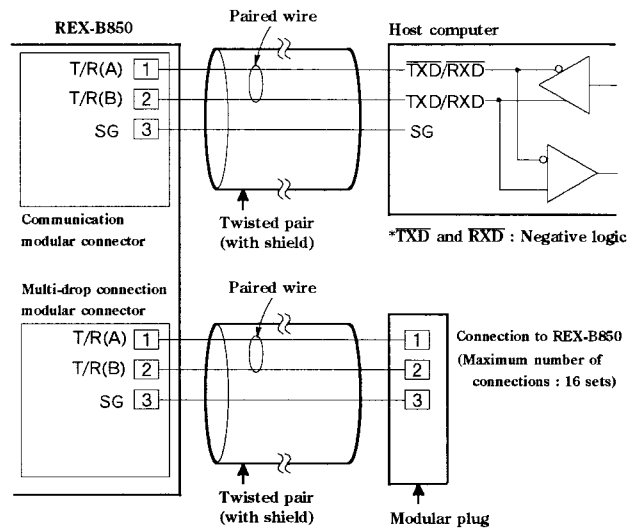 REX-B850
Paired wire
Host computer
T/R(A) 1
T/R(B) 2
SG 3
TXD/RXD
TXD/RXD
SG
Communication
modular connector
Twisted pair
(with shield)
*TXD and RXD : Negative logic
Multi-drop connection
modular connector
Paired wire
T/R(A) 1
T/R(B) 2
SG 3
1
2
3
Connection to REX-B850
(Maximum number of
connections : 16 sets)
Twisted pair
(with shield)
Modular plug